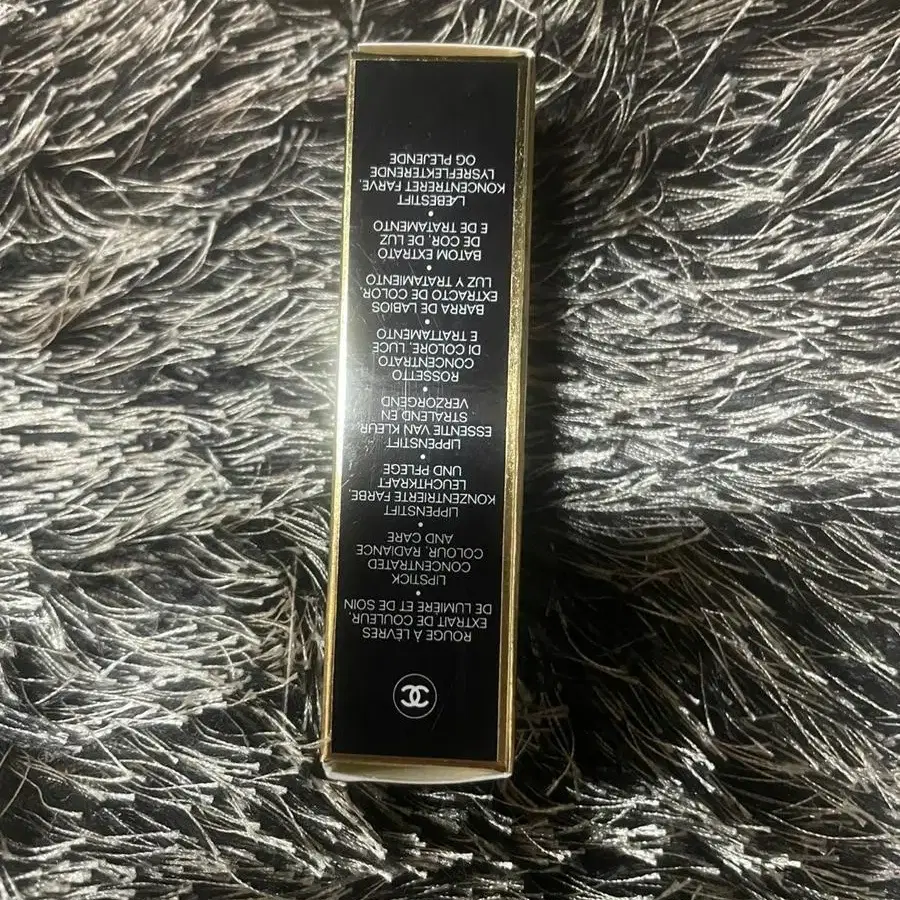 ROUGE À LÈVRES
EXTRAIT DE COULEUR,
DE LUMIÈRE ET DE SOIN
•
LIPSTICK
CONCENTRATED
COLOUR, RADIANCE
AND CARE
•
LIPPENSTIFT
KONZENTRIERTE FARBE,
LEUCHTKRAFT
UND PFLEGE
•
LIPPENSTIFT
ESSENTIE VAN KLEUR
STRALEND EN
VERZORGEND
•
ROSSETTO
CONCENTRATO
DI COLORE, LUCE
E TRATTAMENTO
•
BARRA DE LABIOS
EXTRACTO DE COLOR,
LUZ Y TRATAMIENTO
•
BATOM EXTRATO
DE COR, DE LUZ
E DE TRATAMENTO
•
LÆBESTIFT
KONCENTRERET FARVE,
LYSREFLEKTERENDE
OG PLEJENDE